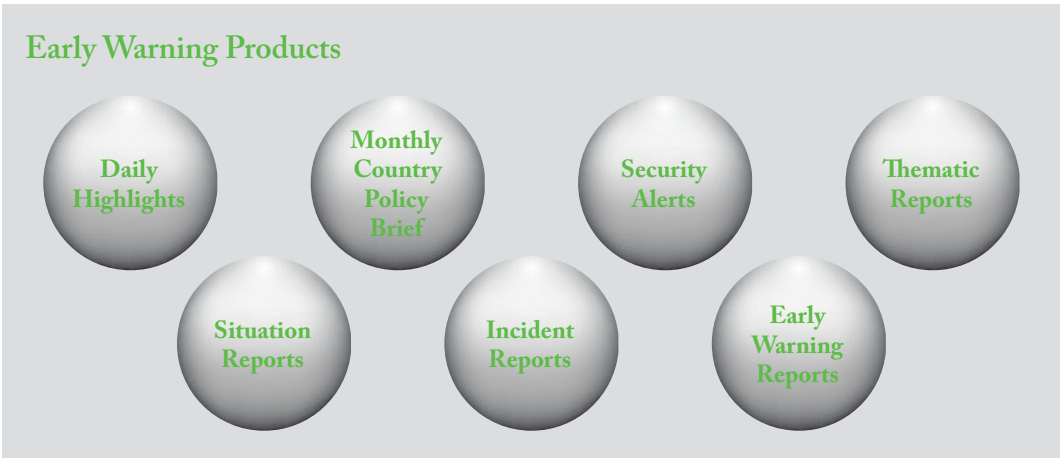 Early Warning Products
Daily
Highlights
Monthly
Country
Policy
Brief
Security
Alerts
Thematic
Reports
Situation
Reports
Incident
Reports
Early
Warning
Reports